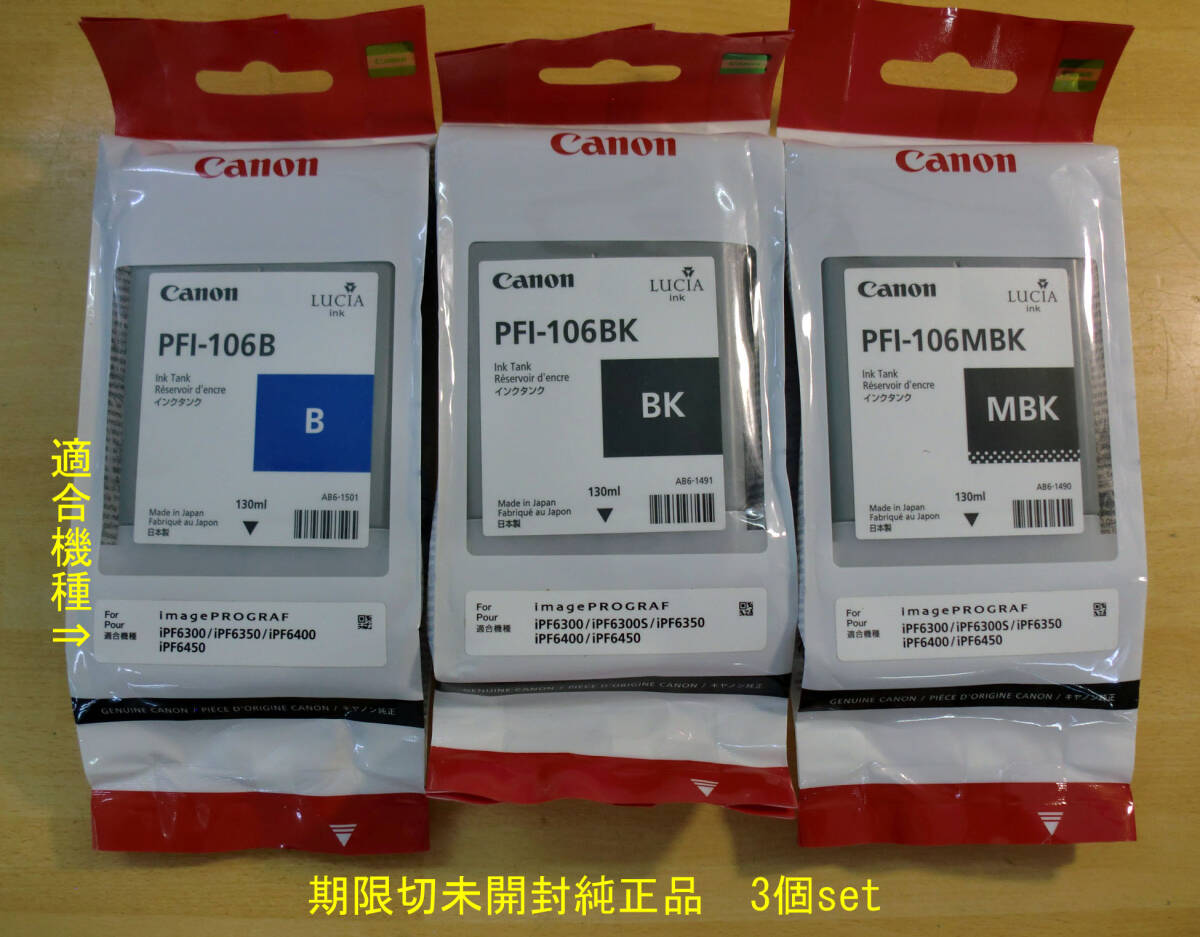 Canon
Canon
LUCIA
ink
PFI-106B
Ink Tank
Réservoir d'encre
インクタンク
B
130ml
AB6-1501
Made in Japan
Fabriqué au Japon
日本製
For
Pour
適合機種
imagePROGRAF
iPF6300/iPF6350/iPF6400
iPF6450
GENUINE CANON / PIÈCE D'ORIGINE CANON / キヤノン純正
Canon
Canon
LUCIA
ink
PFI-106BK
Ink Tank
Réservoir d'encre
インクタンク
BK
130ml
AB6-1491
Made in Japan
Fabriqué au Japon
日本製
For
Pour
適合機種
imagePROGRAF
iPF6300/iPF6300S/iPF6350
iPF6400/iPF6450
GENUINE CANON / PIÈCE D'ORIGINE CANON / キヤノン純正
Canon
Canon
LUCIA
ink
PFI-106MBK
Ink Tank
Réservoir d'encre
インクタンク
MBK
130ml
AB6-1490
Made in Japan
Fabriqué au Japon
日本製
For
Pour
適合機種
imagePROGRAF
iPF6300/iPF6300S/iPF6350
iPF6400/iPF6450
GENUINE CANON / PIÈCE D'ORIGINE CANON / キヤノン純正
適合機種⇒
期限切未開封純正品 3個set